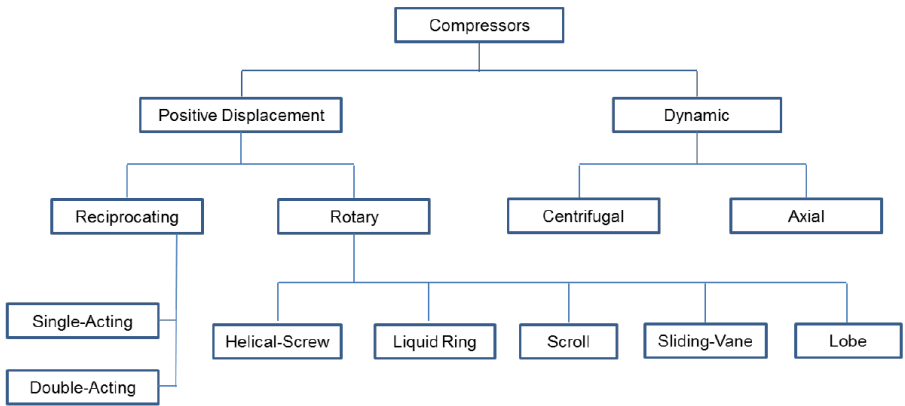 Compressors
Positive Displacement
Dynamic
Reciprocating
Rotary
Centrifugal
Axial
Single-Acting
Helical-Screw
Liquid Ring
Scroll
Sliding-Vane
Lobe
Double-Acting